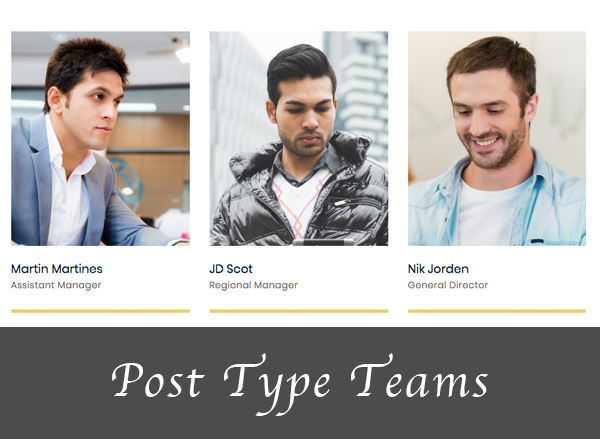 Martin Martines
Assistant Manager
JD Scot
Regional Manager
Nik Jorden
General Director
Post Type Teams